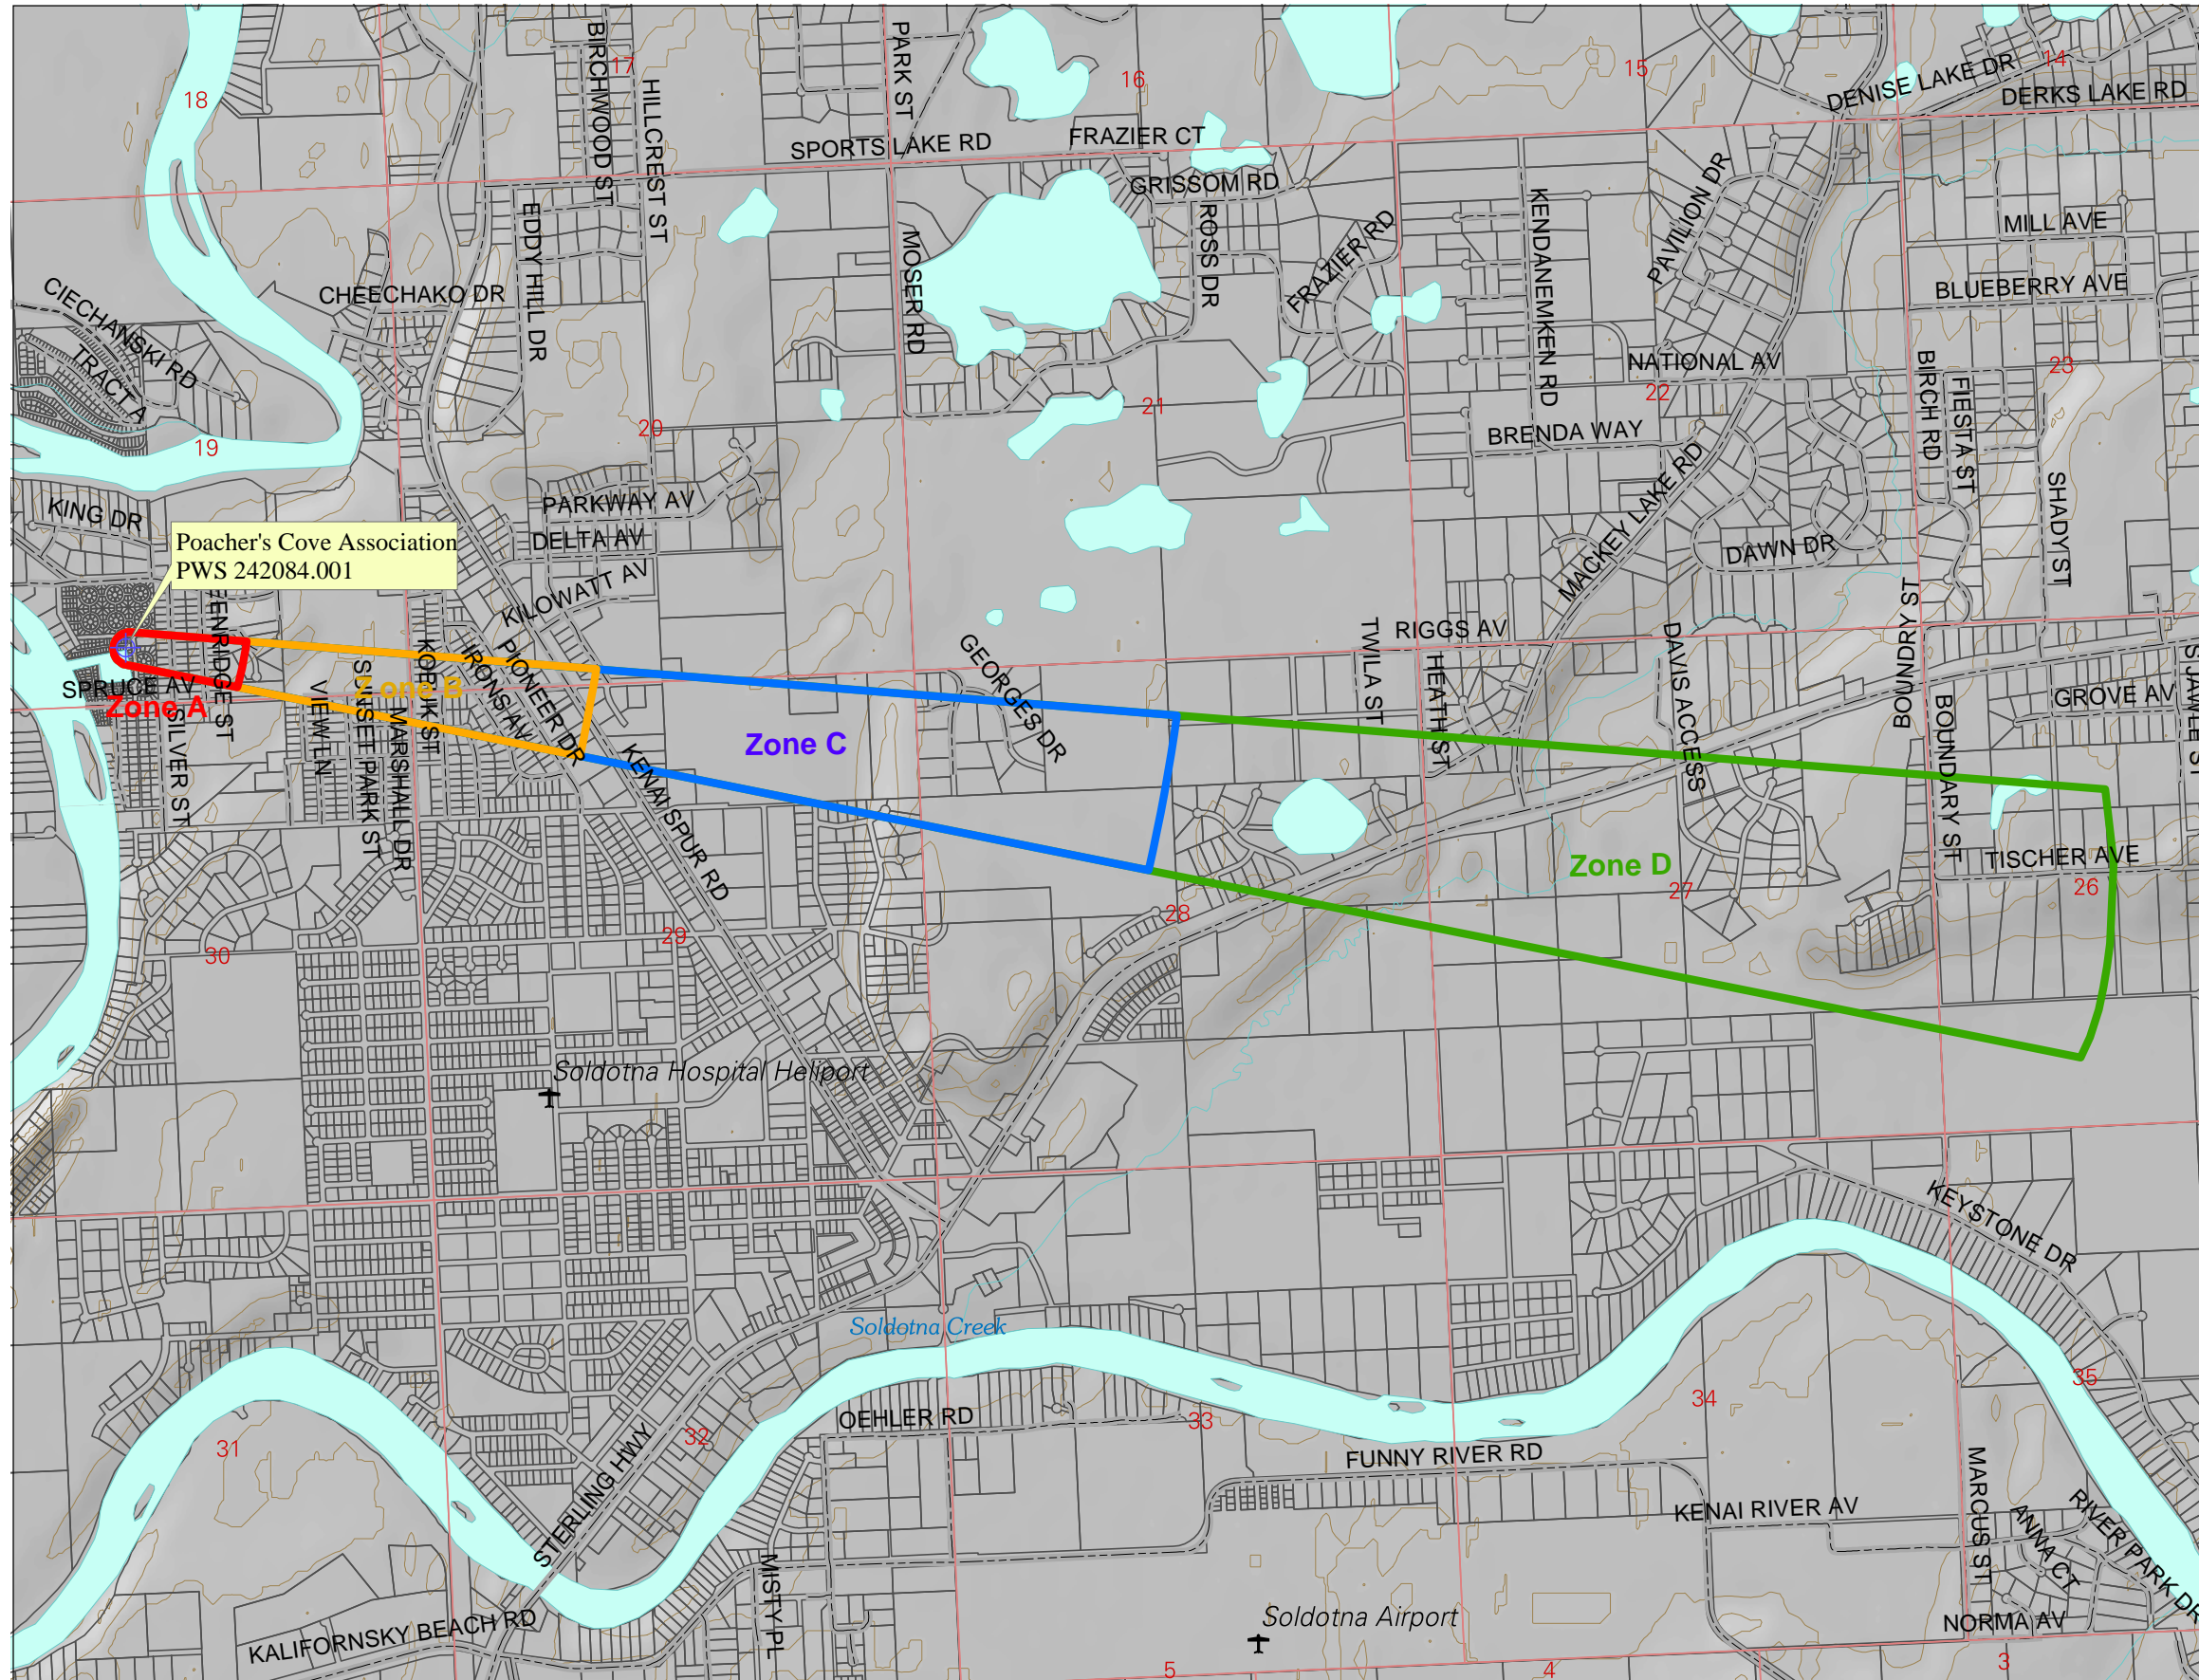 BIRCHWOOD ST
17
HILLCREST ST
PARK ST
16
15
14
DENISE LAKE DR
DERKS LAKE RD
18
SPORTS LAKE RD
FRAZIER CT
GRISSOM RD
EDDY HILL DR
MOSER RD
ROSS DR
FRAZIER RD
KENDANEMKEN RD
PAVILION DR
MILL AVE
BLUEBERRY AVE
CHEECHAKO DR
CIECHANSKI RD
TRACT A
NATIONAL AV
22
23
BIRCH RD
FIESTA ST
21
20
19
BRENDA WAY
MACKEY LAKE RD
SHADY ST
KING DR
PARKWAY AV
DELTA AV
DAWN DR
Poacher's Cove Association
PWS 242084.001
KILOWATT AV
BOUNDRY ST
TWILA ST
RIGGS AV
HEATH ST
DAVIS ACCESS
GEORGES DR
PIONEER DR
IRONS AV
KOBUK ST
SUNSET PARK ST
VIEW LN
MARSHALL DR
SPRUCE AV
Zone A
Zone B
SILVER ST
Zone C
KENAI SPUR RD
GROVE AV
BOUNDARY ST
TISCHER AVE
26
Zone D
27
28
29
30
Soldotna Hospital Heliport
KEYSTONE DR
Soldotna Creek
35
34
33
32
31
OEHLER RD
FUNNY RIVER RD
STERLING HWY
KENAI RIVER AV
MARCUS ST
ANNA CT
RIVER PARK DR
MISTY PL
NORMA AV
KALIFORNSKY BEACH RD
Soldotna Airport
5
4
3